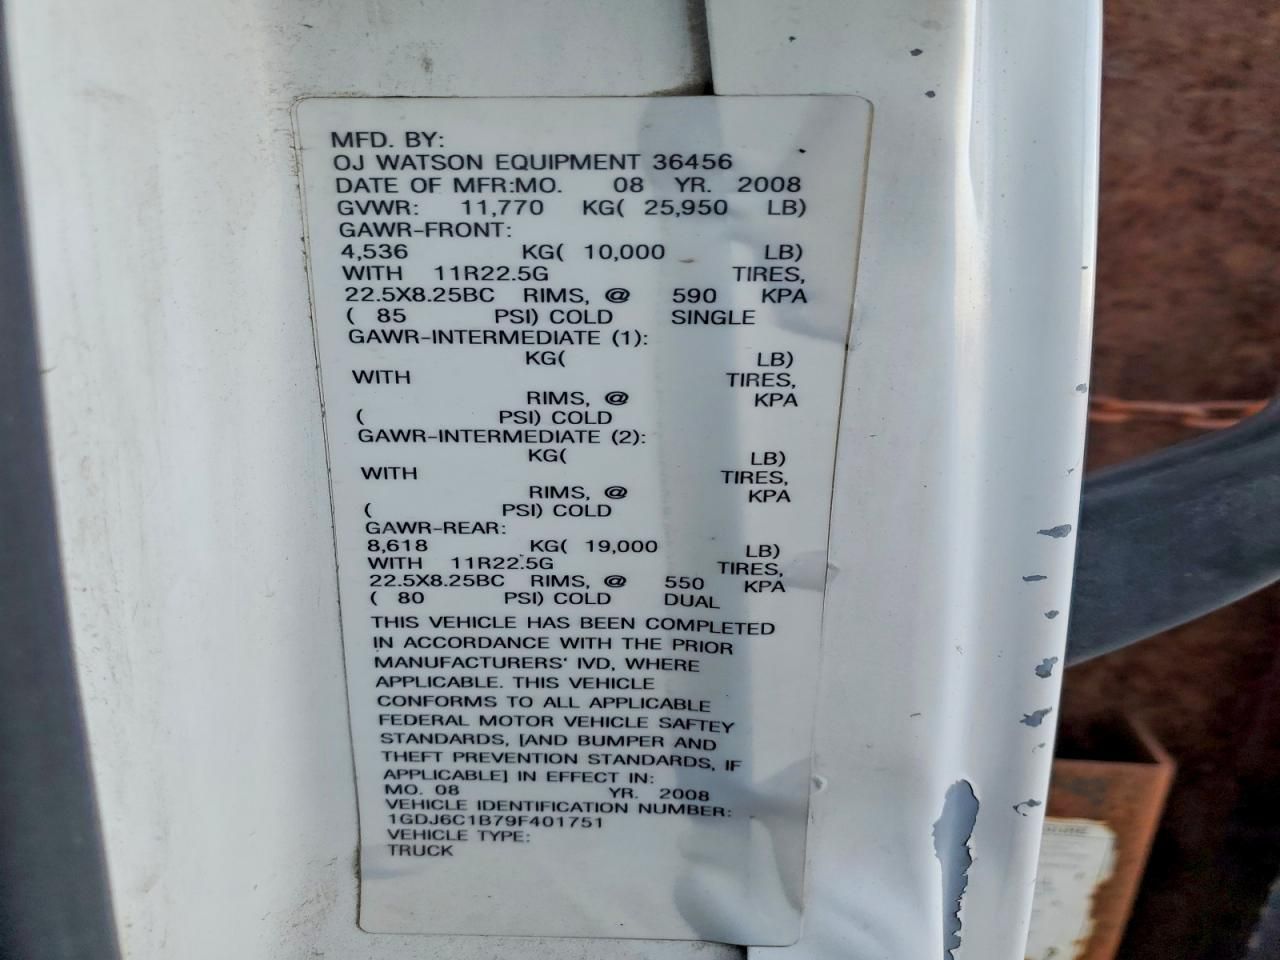 MFD. BY:
OJ WATSON EQUIPMENT 36456
DATE OF MFR:MO. 08 YR. 2008
GVWR: 11,770 KG( 25,950 LB)
GAWR-FRONT:
4,536 KG( 10,000 LB)
WITH 11R22.5G TIRES,
22.5X8.25BC RIMS, @ 590 KPA
( 85 PSI) COLD SINGLE
GAWR-INTERMEDIATE (1):
KG( LB)
WITH TIRES,
RIMS, @ KPA
( PSI) COLD
GAWR-INTERMEDIATE (2):
KG( LB)
WITH TIRES,
RIMS, @ KPA
( PSI) COLD
GAWR-REAR:
8,618 KG( 19,000 LB)
WITH 11R22.5G TIRES,
22.5X8.25BC RIMS, @ 550 KPA
( 80 PSI) COLD DUAL
THIS VEHICLE HAS BEEN COMPLETED
IN ACCORDANCE WITH THE PRIOR
MANUFACTURERS' IVD, WHERE
APPLICABLE. THIS VEHICLE
CONFORMS TO ALL APPLICABLE
FEDERAL MOTOR VEHICLE SAFTEY
STANDARDS, [AND BUMPER AND
THEFT PREVENTION STANDARDS, IF
APPLICABLE] IN EFFECT IN:
MO. 08 YR. 2008
VEHICLE IDENTIFICATION NUMBER:
1GDJ6C1B79F401751
VEHICLE TYPE:
TRUCK